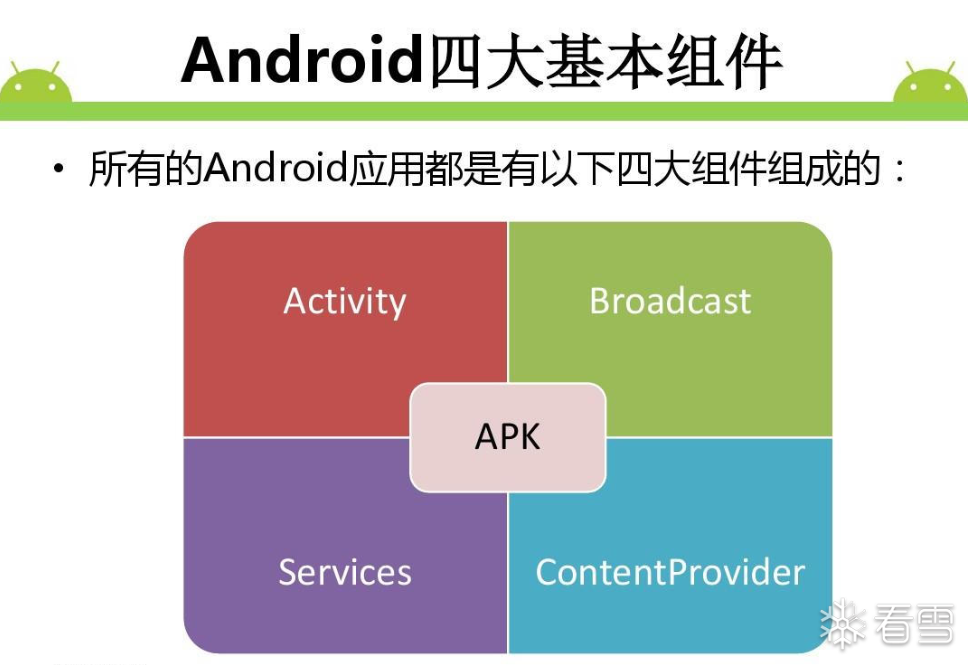 Android四大基本组件
• 所有的Android应用都是有以下四大组件组成的：
Activity
Broadcast
APK
Services
ContentProvider
看雪